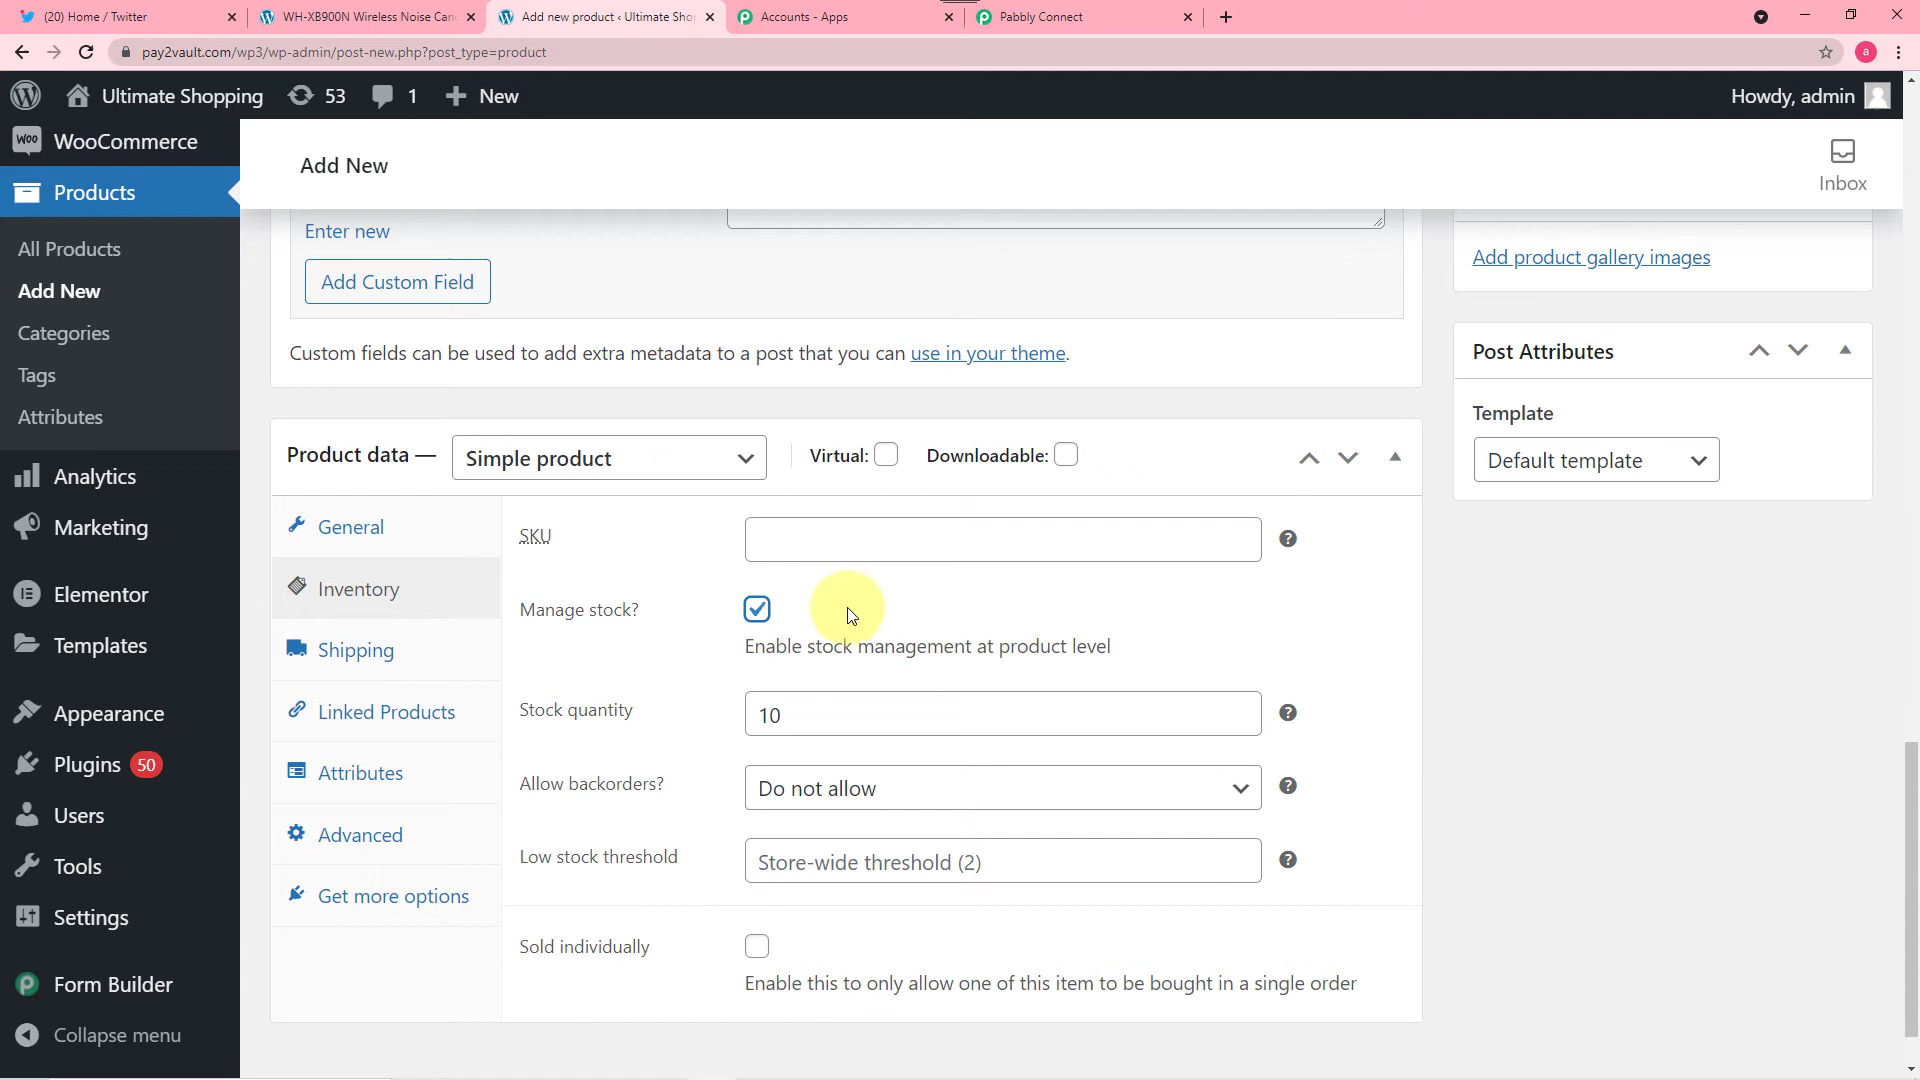 (20) Home / Twitter
WH-XB900N Wireless Noise Can
Add new product ‹ Ultimate Sho
Accounts - Apps
Pabbly Connect
pay2vault.com/wp3/wp-admin/post-new.php?post_type=product
a
Ultimate Shopping
53
1
New
Howdy, admin
Woo
WooCommerce
Products
All Products
Add New
Categories
Tags
Attributes
Analytics
Marketing
Elementor
Templates
Appearance
Plugins 50
Users
Tools
Settings
Form Builder
Collapse menu
Add New
Inbox
Enter new
Add Custom Field
Custom fields can be used to add extra metadata to a post that you can use in your theme.
Product data —
Simple product
Virtual:
Downloadable:
General
Inventory
Shipping
Linked Products
Attributes
Advanced
Get more options
SKU
Manage stock?
Enable stock management at product level
Stock quantity
10
Allow backorders?
Do not allow
Low stock threshold
Store-wide threshold (2)
Sold individually
Enable this to only allow one of this item to be bought in a single order
Add product gallery images
Post Attributes
Template
Default template